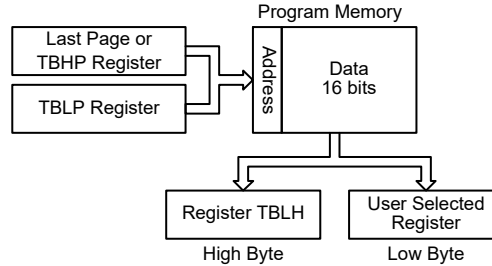 Program Memory
Last Page or
TBHP Register
TBLP Register
Address
Data
16 bits
Register TBLH
User Selected
Register
High Byte
Low Byte